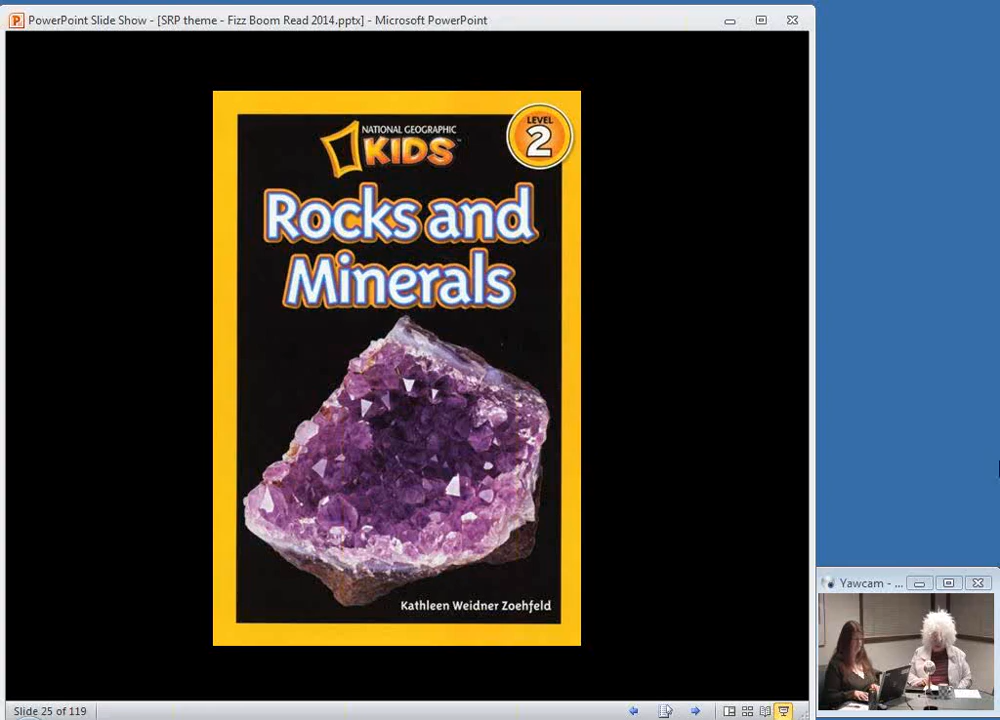 PowerPoint Slide Show - [SRP theme - Fizz Boom Read 2014.pptx] - Microsoft PowerPoint
NATIONAL GEOGRAPHIC
KIDS
LEVEL
2
Rocks and
Minerals
Kathleen Weidner Zoehfeld
Yawcam - ...
Slide 25 of 119